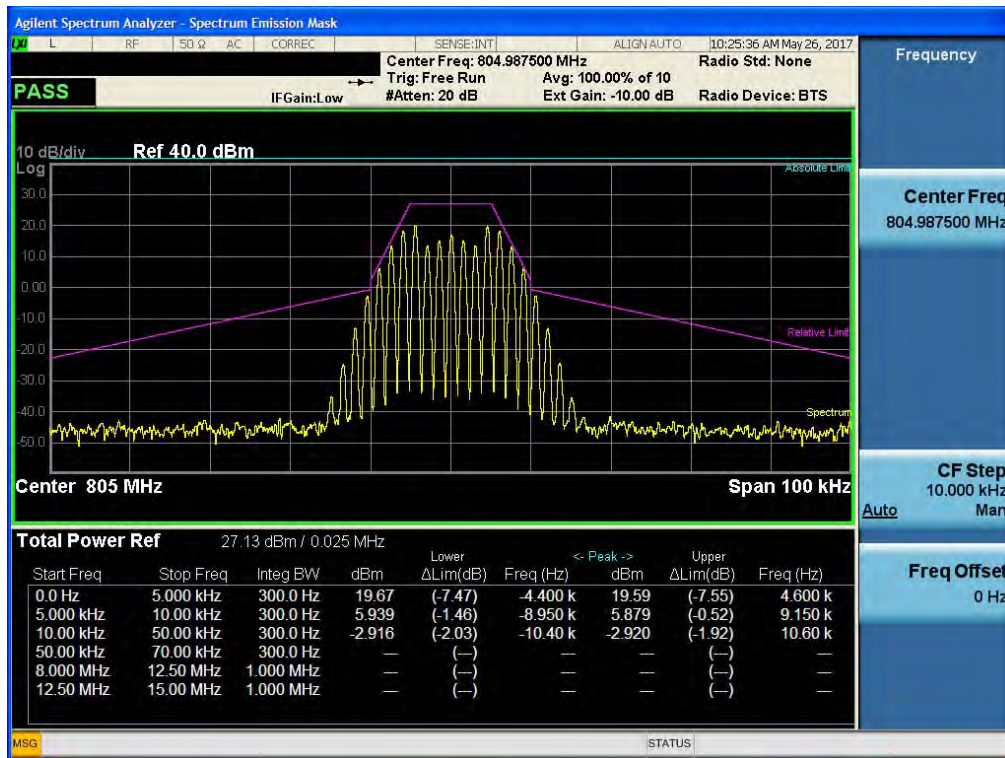 Agilent Spectrum Analyzer - Spectrum Emission Mask
LXI L RF 50 Ω AC CORREC SENSE:INT ALIGN AUTO 10:25:36 AM May 26, 2017
Center Freq: 804.987500 MHz Radio Std: None
Trig: Free Run Avg: 100.00% of 10
PASS IFGain:Low #Atten: 20 dB Ext Gain: -10.00 dB Radio Device: BTS
10 dB/div Ref 40.0 dBm
Log
Absolute Limit
30.0
20.0
10.0
0.00
-10.0
Relative Limit
-20.0
-30.0
-40.0
Spectrum
-50.0
Center 805 MHz Span 100 kHz
Total Power Ref 27.13 dBm / 0.025 MHz
Lower <- Peak -> Upper
Start Freq Stop Freq Integ BW dBm ΔLim(dB) Freq (Hz) dBm ΔLim(dB) Freq (Hz)
0.0 Hz 5.000 kHz 300.0 Hz 19.67 (-7.47) -4.400 k 19.59 (-7.55) 4.600 k
5.000 kHz 10.00 kHz 300.0 Hz 5.939 (-1.46) -8.950 k 5.879 (-0.52) 9.150 k
10.00 kHz 50.00 kHz 300.0 Hz -2.916 (-2.03) -10.40 k -2.920 (-1.92) 10.60 k
50.00 kHz 70.00 kHz 300.0 Hz --- (---) --- --- (---) ---
8.000 MHz 12.50 MHz 1.000 MHz --- (---) --- --- (---) ---
12.50 MHz 15.00 MHz 1.000 MHz --- (---) --- --- (---) ---
MSG STATUS
Frequency
Center Freq
804.987500 MHz
CF Step
10.000 kHz
Auto Man
Freq Offset
0 Hz